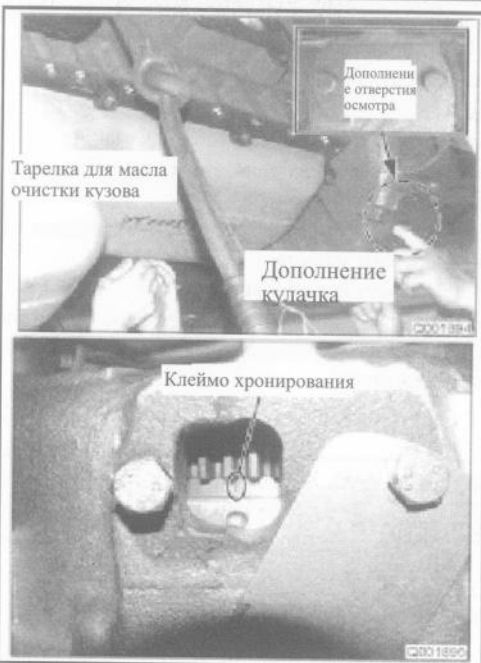 Дополнени
е отверстия
осмотра
Тарелка для масла
очистки кузова
Дополнение
кулачка
Q001894
Клеймо хронирования
Q001895